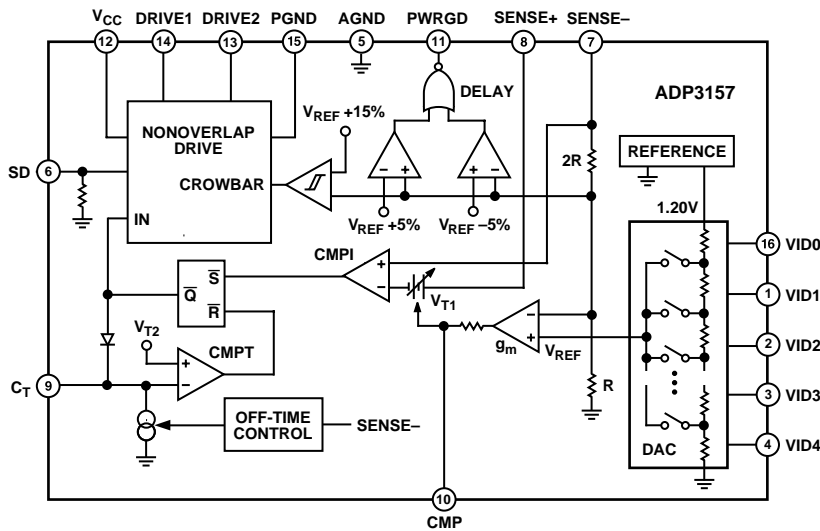 VCC DRIVE1 DRIVE2 PGND AGND PWRGD SENSE+ SENSE–
12 14 13 15 5 11 8 7
DELAY
ADP3157
VREF +15%
NONOVERLAP
DRIVE
2R
REFERENCE
SD 6
CROWBAR
1.20V
IN
VREF +5%
VREF –5%
16 VID0
CMPI
S
Q
R
VT1
1 VID1
VT2
CMPT
gm
VREF
2 VID2
CT 9
R
3 VID3
OFF-TIME
CONTROL
SENSE–
DAC
4 VID4
10
CMP